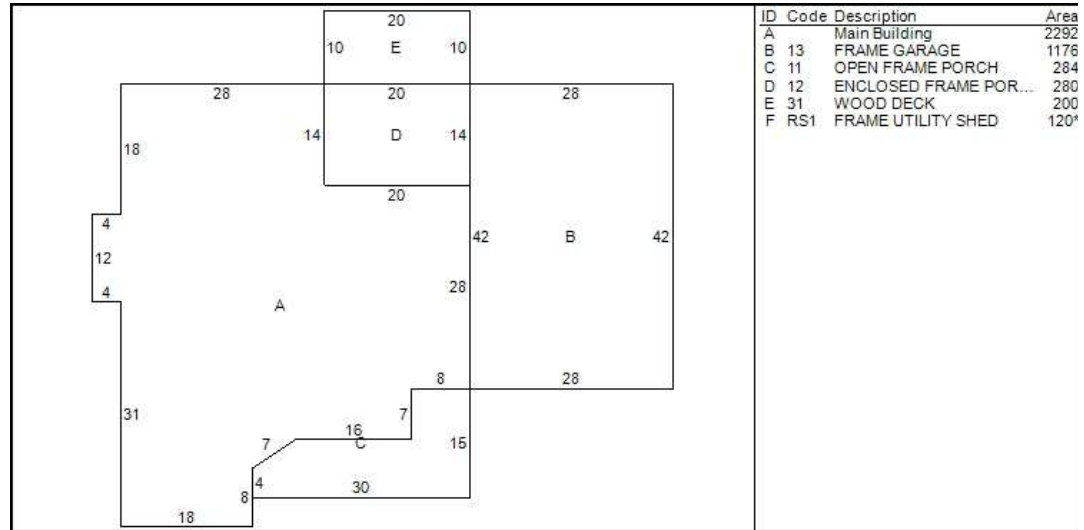 20
10 E 10
28 20 28
14 D 14
18
20
4
12 42 B 42
4 28
A
8 28
31 7
16
7 C 15
4
8 30
18
ID Code Description Area
A Main Building 2292
B 13 FRAME GARAGE 1176
C 11 OPEN FRAME PORCH 284
D 12 ENCLOSED FRAME POR... 280
E 31 WOOD DECK 200
F RS1 FRAME UTILITY SHED 120*